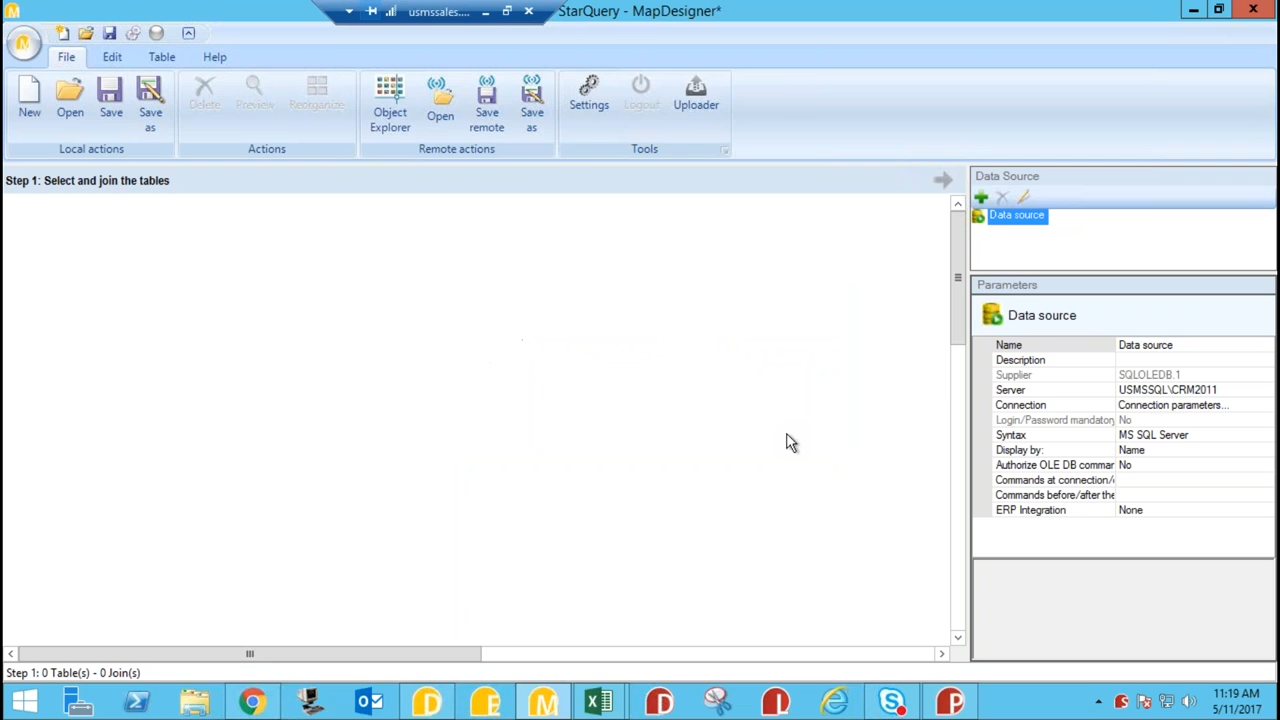 usmssales....
StarQuery - MapDesigner*
File Edit Table Help
New Open Save Save as
Delete Preview Reorganize
Object Explorer Open Save remote Save as
Settings Logout Uploader
Local actions Actions Remote actions Tools
Step 1: Select and join the tables
Data Source
Data source
Parameters
Data source
Name Data source
Description
Supplier SQLOLEDB.1
Server USMSSQL\CRM2011
Connection Connection parameters...
Login/Password mandatory No
Syntax MS SQL Server
Display by: Name
Authorize OLE DB commar No
Commands at connection/
Commands before/after the
ERP Integration None
Step 1: 0 Table(s) - 0 Join(s)
11:19 AM
5/11/2017